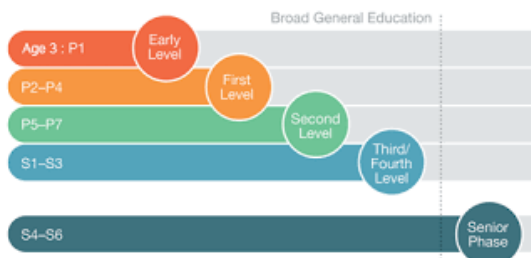 Broad General Education
Age 3 : P1
Early
Level
P2–P4
First
Level
P5–P7
Second
Level
S1–S3
Third/
Fourth
Level
S4–S6
Senior
Phase